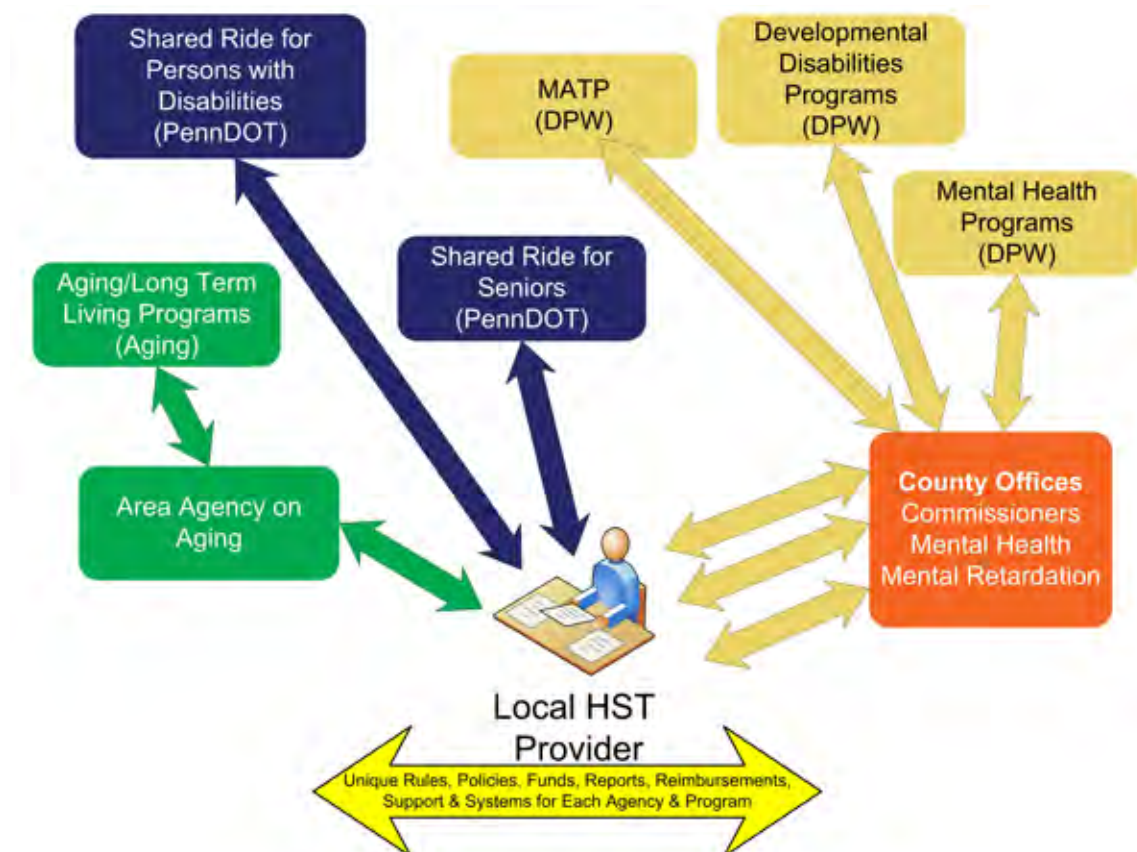 Shared Ride for
Persons with
Disabilities
(PennDOT)
MATP
(DPW)
Developmental
Disabilities
Programs
(DPW)
Mental Health
Programs
(DPW)
Aging/Long Term
Living Programs
(Aging)
Shared Ride for
Seniors
(PennDOT)
Area Agency on
Aging
County Offices
Commissioners
Mental Health
Mental Retardation
Local HST
Provider
Unique Rules, Policies, Funds, Reports, Reimbursements,
Support & Systems for Each Agency & Program